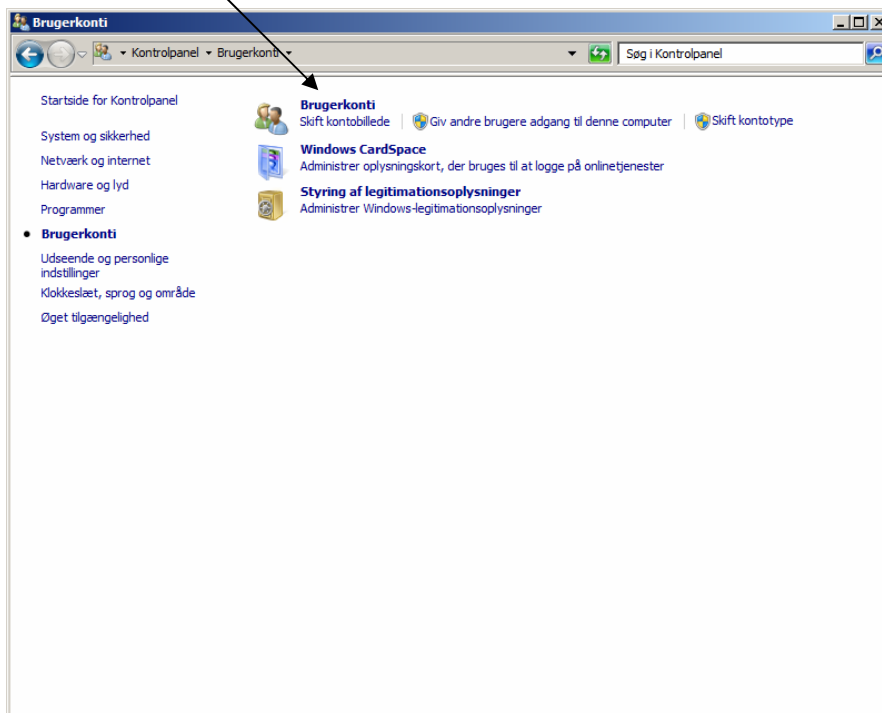 Brugerkonti
Kontrolpanel Brugerkonti
Søg i Kontrolpanel
Startside for Kontrolpanel
System og sikkerhed
Netværk og internet
Hardware og lyd
Programmer
Brugerkonti
Udseende og personlige
indstillinger
Klokkeslæt, sprog og område
Øget tilgængelighed
Brugerkonti
Skift kontobillede | Giv andre brugere adgang til denne computer | Skift kontotype
Windows CardSpace
Administrer oplysningskort, der bruges til at logge på onlinetjenester
Styring af legitimationsoplysninger
Administrer Windows-legitimationsoplysninger